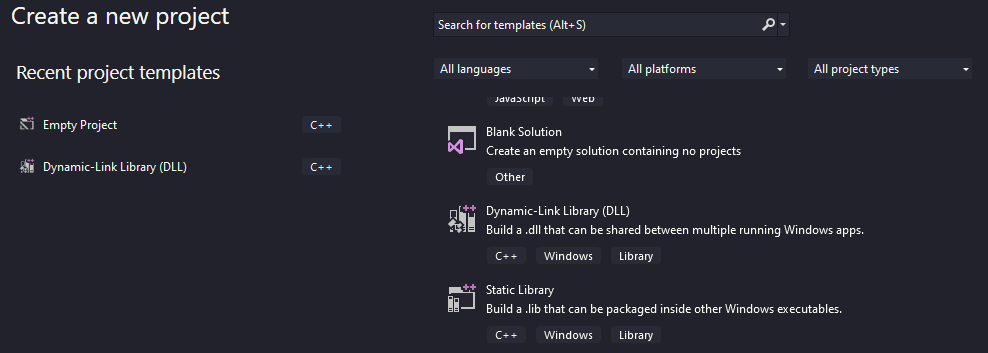 Create a new project
Search for templates (Alt+S)
Recent project templates
All languages
All platforms
All project types
Empty Project
C++
Dynamic-Link Library (DLL)
C++
JavaScript
Web
Blank Solution
Create an empty solution containing no projects
Other
Dynamic-Link Library (DLL)
Build a .dll that can be shared between multiple running Windows apps.
C++
Windows
Library
Static Library
Build a .lib that can be packaged inside other Windows executables.
C++
Windows
Library